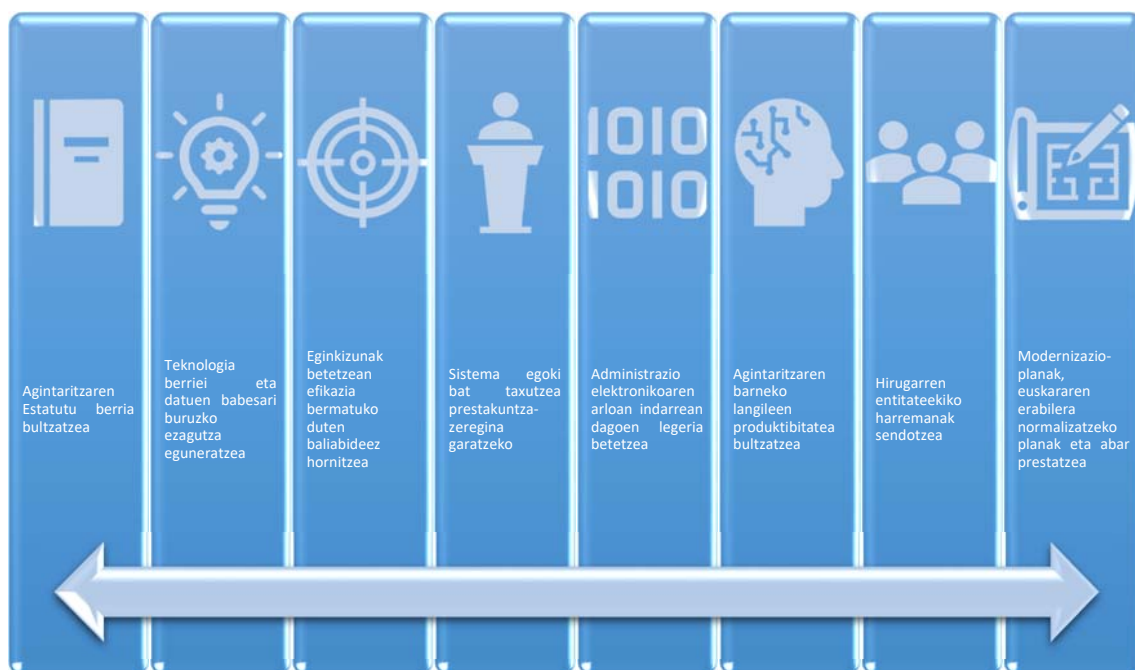 Agintaritzaren
Estatutu berria
bultzatzea
Teknologia
berriei eta
datuen babesari
buruzko
ezagutza
eguneratzea
Eginkizunak
betetzean
efikazia
bermatuko
duten
baliabideez
hornitzea
Sistema egoki
bat taxutzea
prestakuntza-
zeregina
garatzeko
1010
1010
Administrazio
elektronikoaren
arloan indarrean
dagoen legeria
betetzea
Agintaritzaren
barneko
langileen
produktibitatea
bultzatzea
Hirugarren
entitateekiko
harremanak
sendotzea
Modernizazio-
planak,
euskararen
erabilera
normalizatzeko
planak eta abar
prestatzea